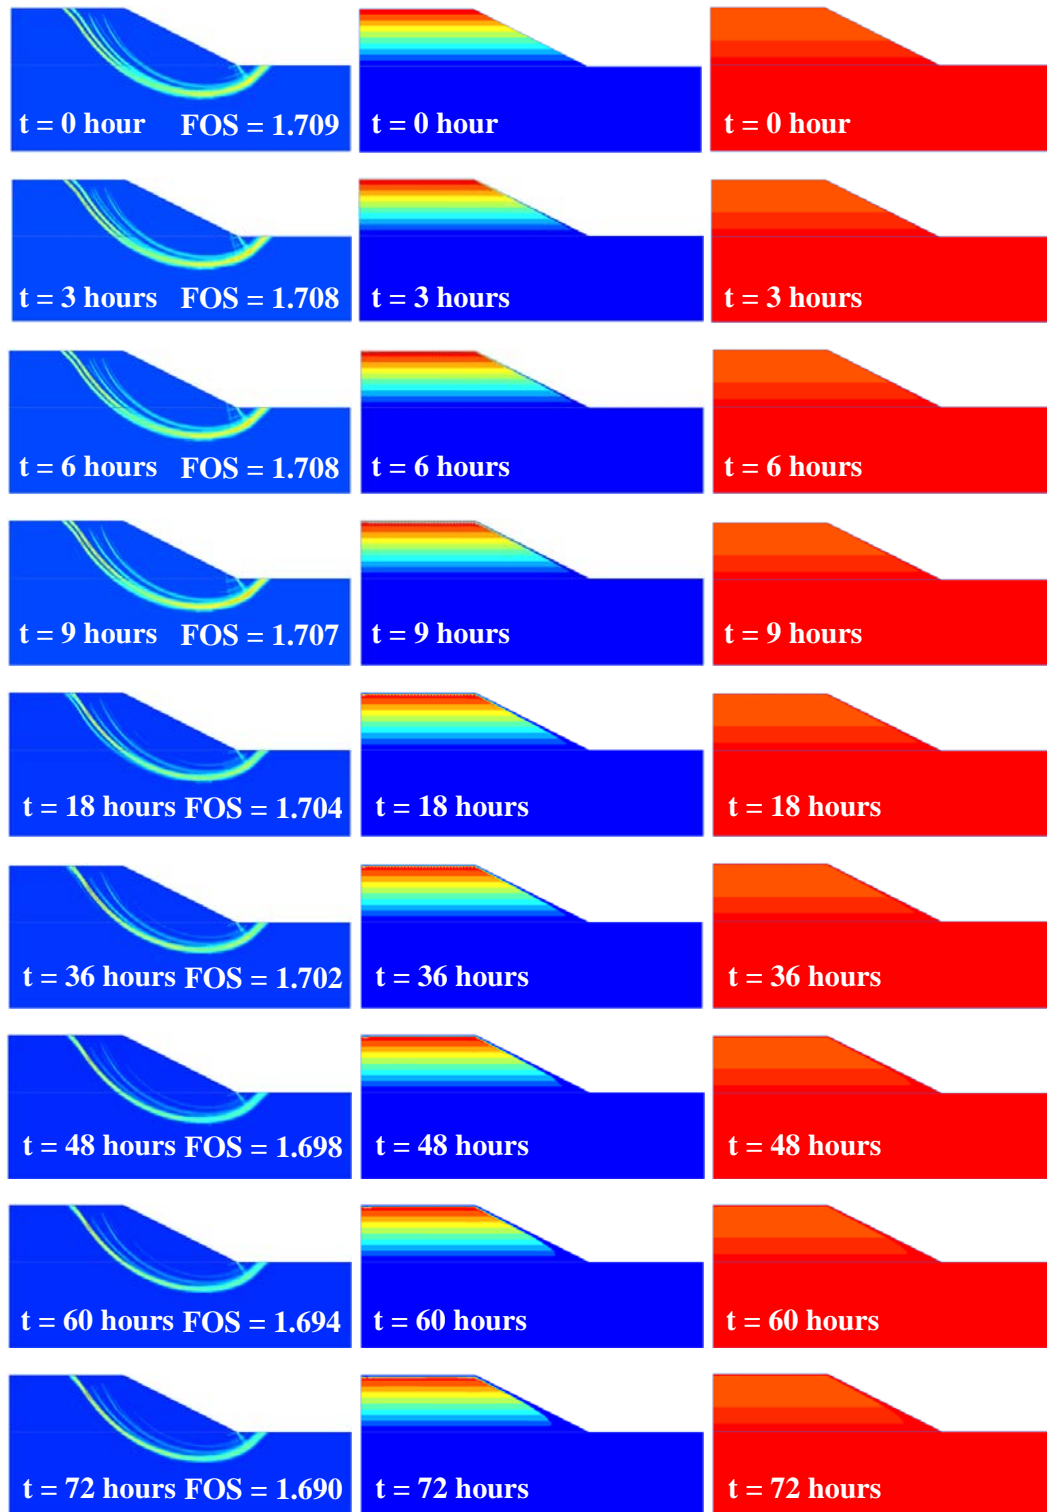 t = 0 hour FOS = 1.709 t = 0 hour t = 0 hour
t = 3 hours FOS = 1.708 t = 3 hours t = 3 hours
t = 6 hours FOS = 1.708 t = 6 hours t = 6 hours
t = 9 hours FOS = 1.707 t = 9 hours t = 9 hours
t = 18 hours FOS = 1.704 t = 18 hours t = 18 hours
t = 36 hours FOS = 1.702 t = 36 hours t = 36 hours
t = 48 hours FOS = 1.698 t = 48 hours t = 48 hours
t = 60 hours FOS = 1.694 t = 60 hours t = 60 hours
t = 72 hours FOS = 1.690 t = 72 hours t = 72 hours